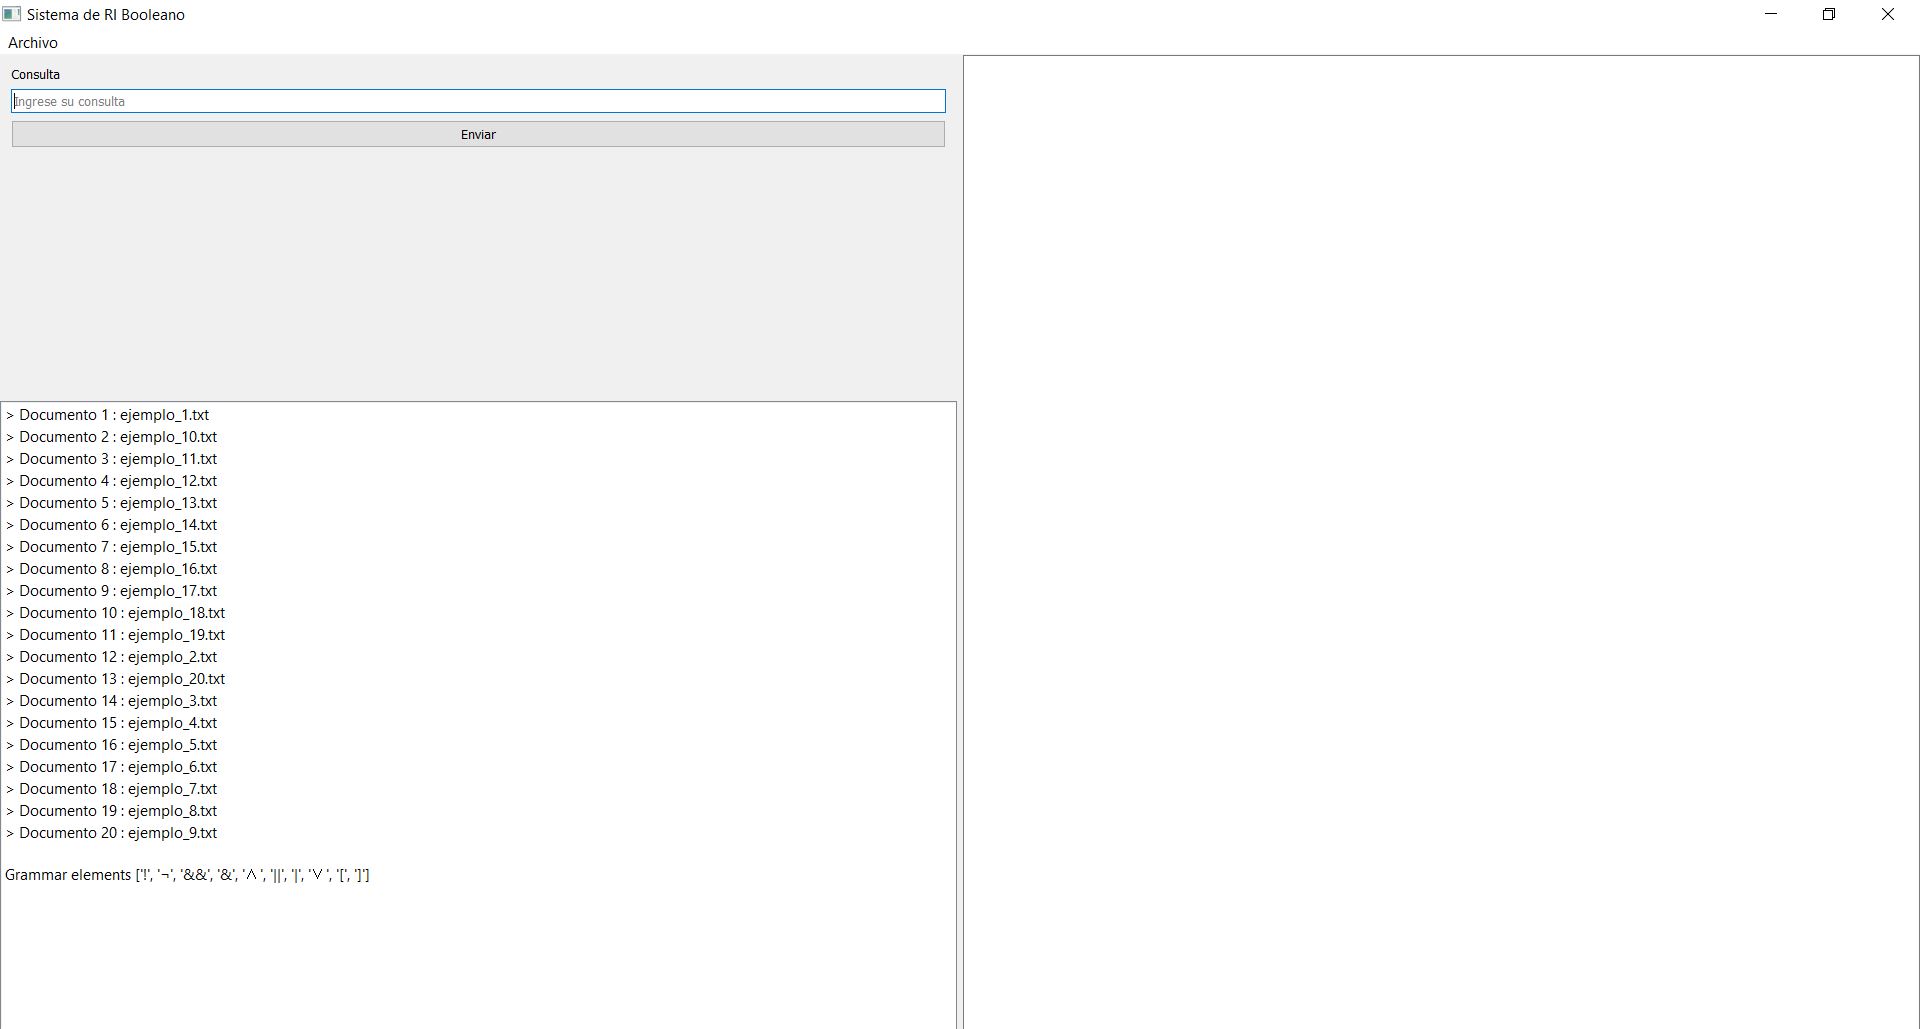 Sistema de RI Booleano
Archivo
Consulta
Ingrese su consulta
Enviar
> Documento 1 : ejemplo_1.txt
> Documento 2 : ejemplo_10.txt
> Documento 3 : ejemplo_11.txt
> Documento 4 : ejemplo_12.txt
> Documento 5 : ejemplo_13.txt
> Documento 6 : ejemplo_14.txt
> Documento 7 : ejemplo_15.txt
> Documento 8 : ejemplo_16.txt
> Documento 9 : ejemplo_17.txt
> Documento 10 : ejemplo_18.txt
> Documento 11 : ejemplo_19.txt
> Documento 12 : ejemplo_2.txt
> Documento 13 : ejemplo_20.txt
> Documento 14 : ejemplo_3.txt
> Documento 15 : ejemplo_4.txt
> Documento 16 : ejemplo_5.txt
> Documento 17 : ejemplo_6.txt
> Documento 18 : ejemplo_7.txt
> Documento 19 : ejemplo_8.txt
> Documento 20 : ejemplo_9.txt
Grammar elements ['!', '¬', '&&', '&', '∧', '||', '|', '∨', '[', ']']